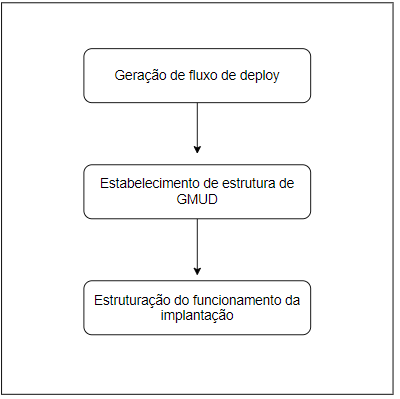 Geração de fluxo de deploy
Estabelecimento de estrutura de
GMUD
Estruturação do funcionamento da
implantação